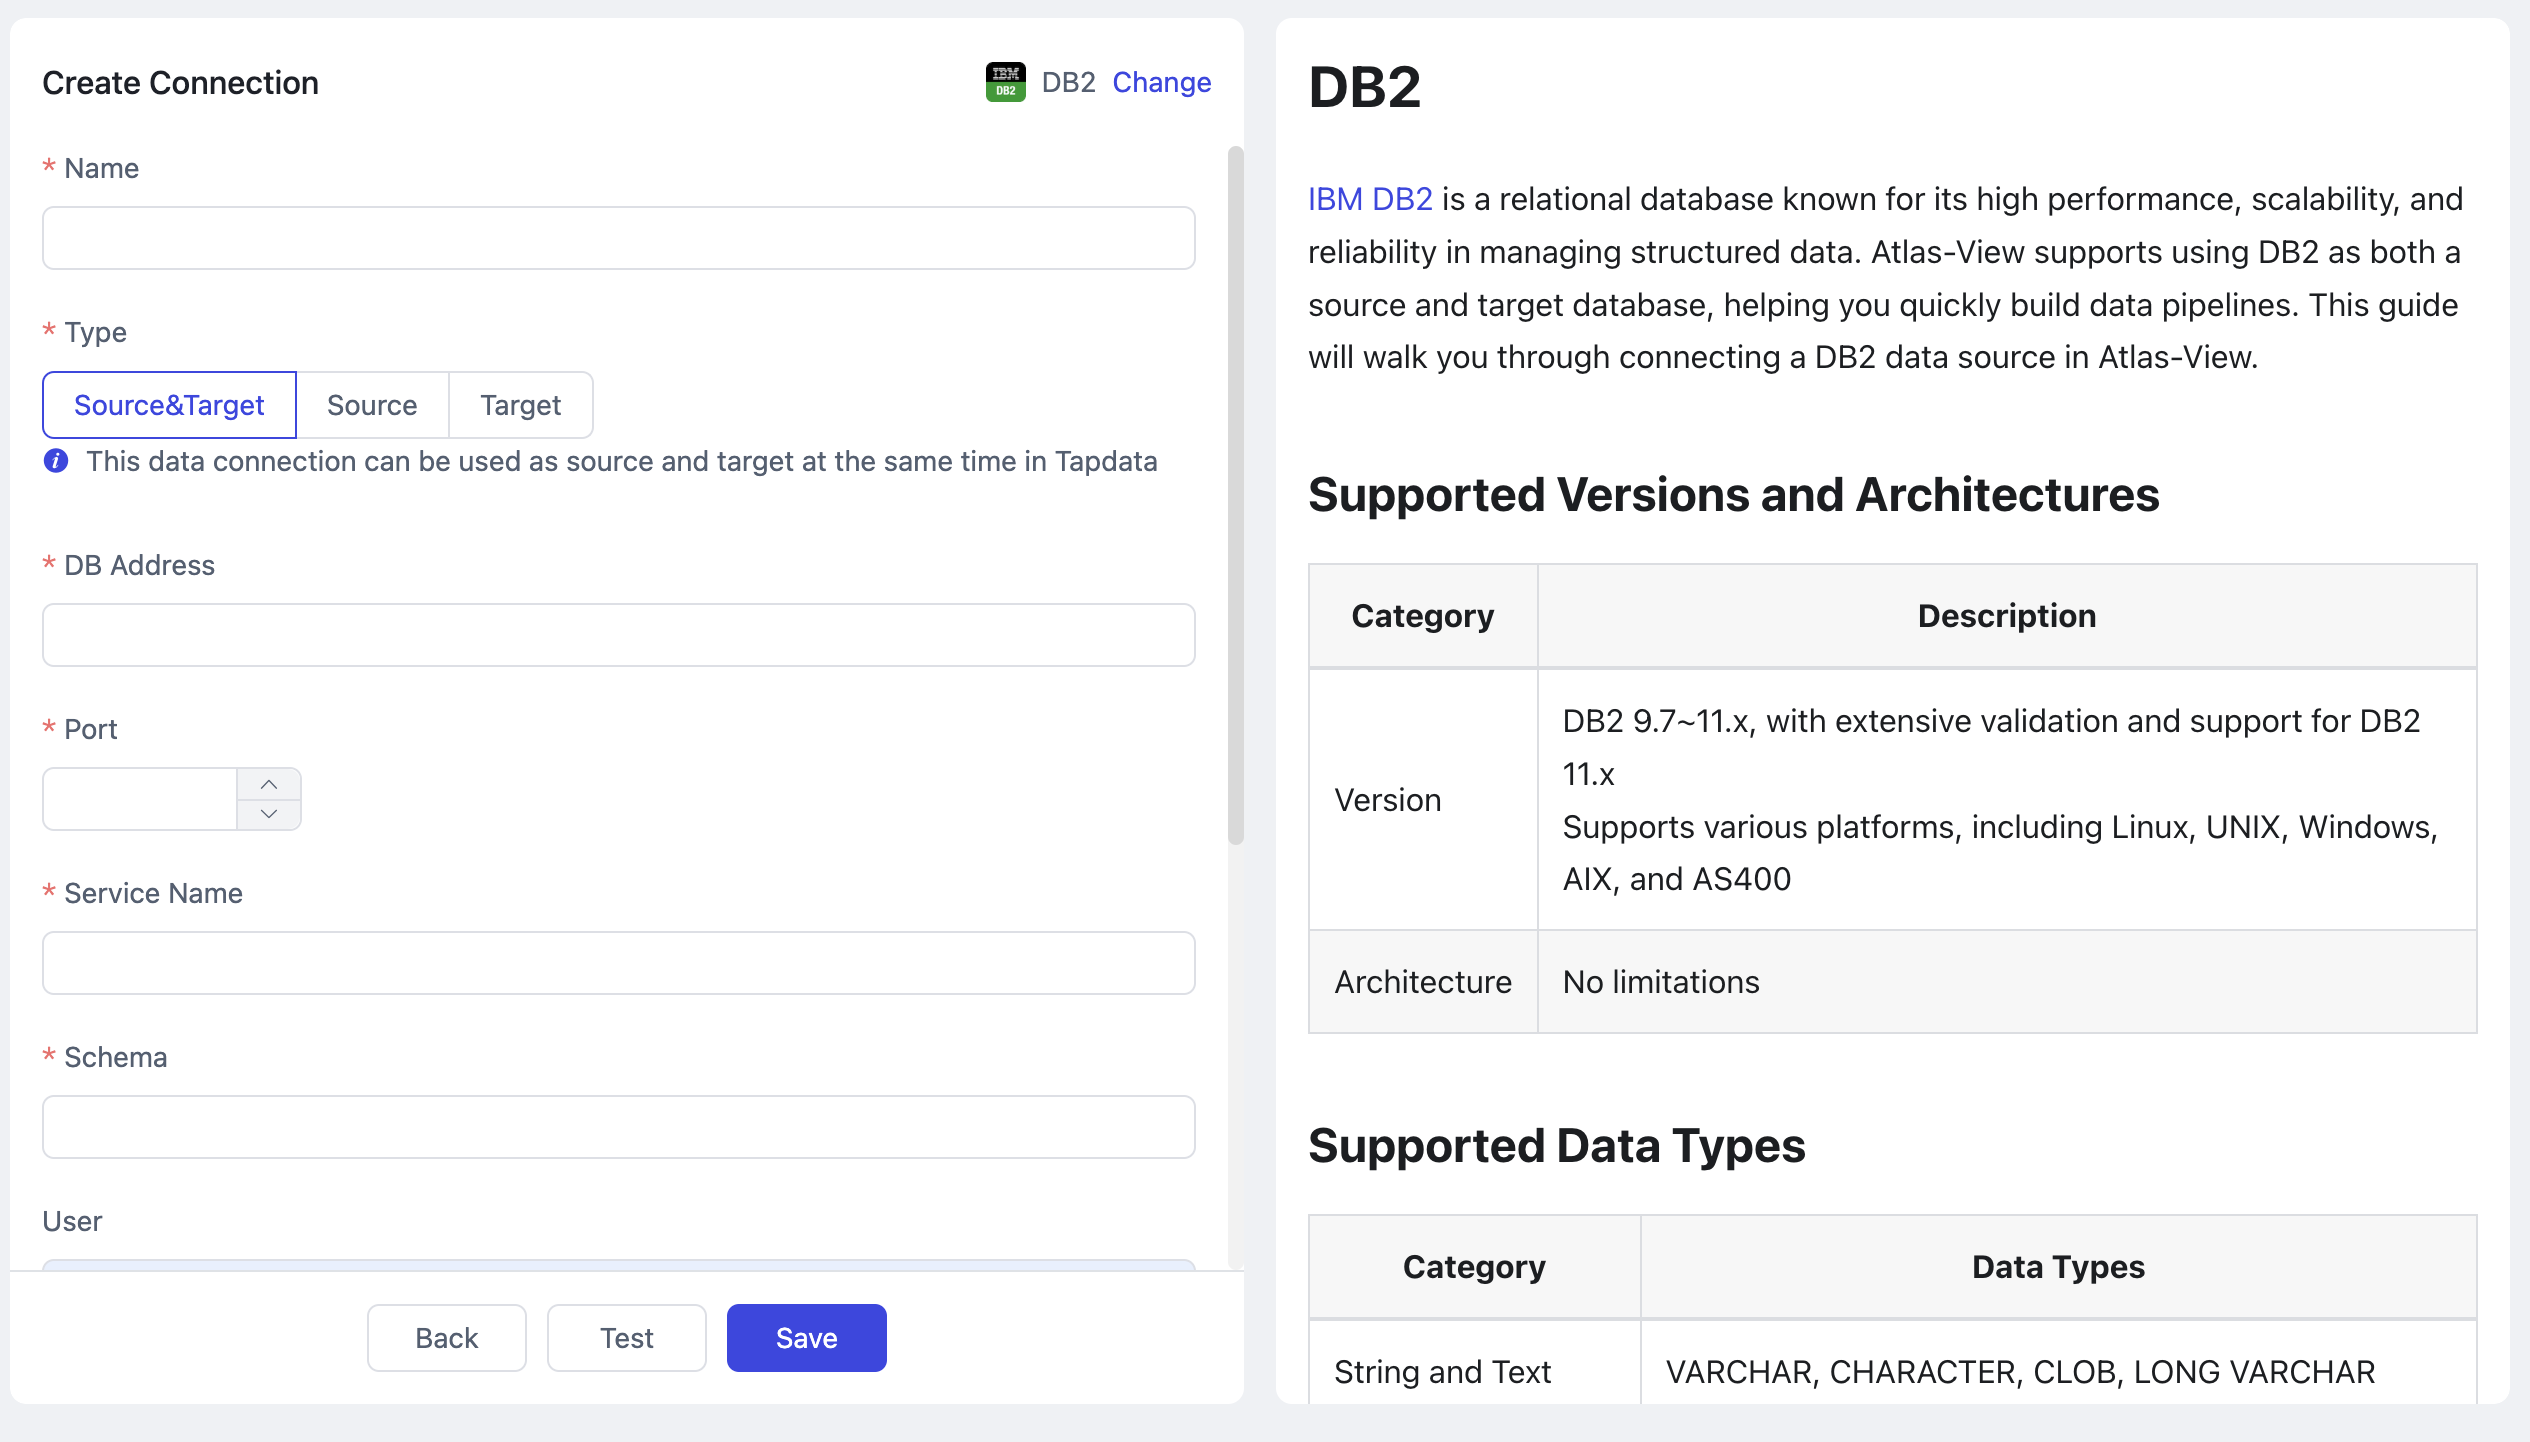 Create Connection
IBM
DB2
DB2 Change
* Name
* Type
Source&Target
Source
Target
i This data connection can be used as source and target at the same time in Tapdata
* DB Address
* Port
* Service Name
* Schema
User
Back
Test
Save
DB2
IBM DB2 is a relational database known for its high performance, scalability, and
reliability in managing structured data. Atlas-View supports using DB2 as both a
source and target database, helping you quickly build data pipelines. This guide
will walk you through connecting a DB2 data source in Atlas-View.
Supported Versions and Architectures
Category Description
Version
DB2 9.7~11.x, with extensive validation and support for DB2
11.x
Supports various platforms, including Linux, UNIX, Windows,
AIX, and AS400
Architecture No limitations
Supported Data Types
Category Data Types
String and Text VARCHAR, CHARACTER, CLOB, LONG VARCHAR